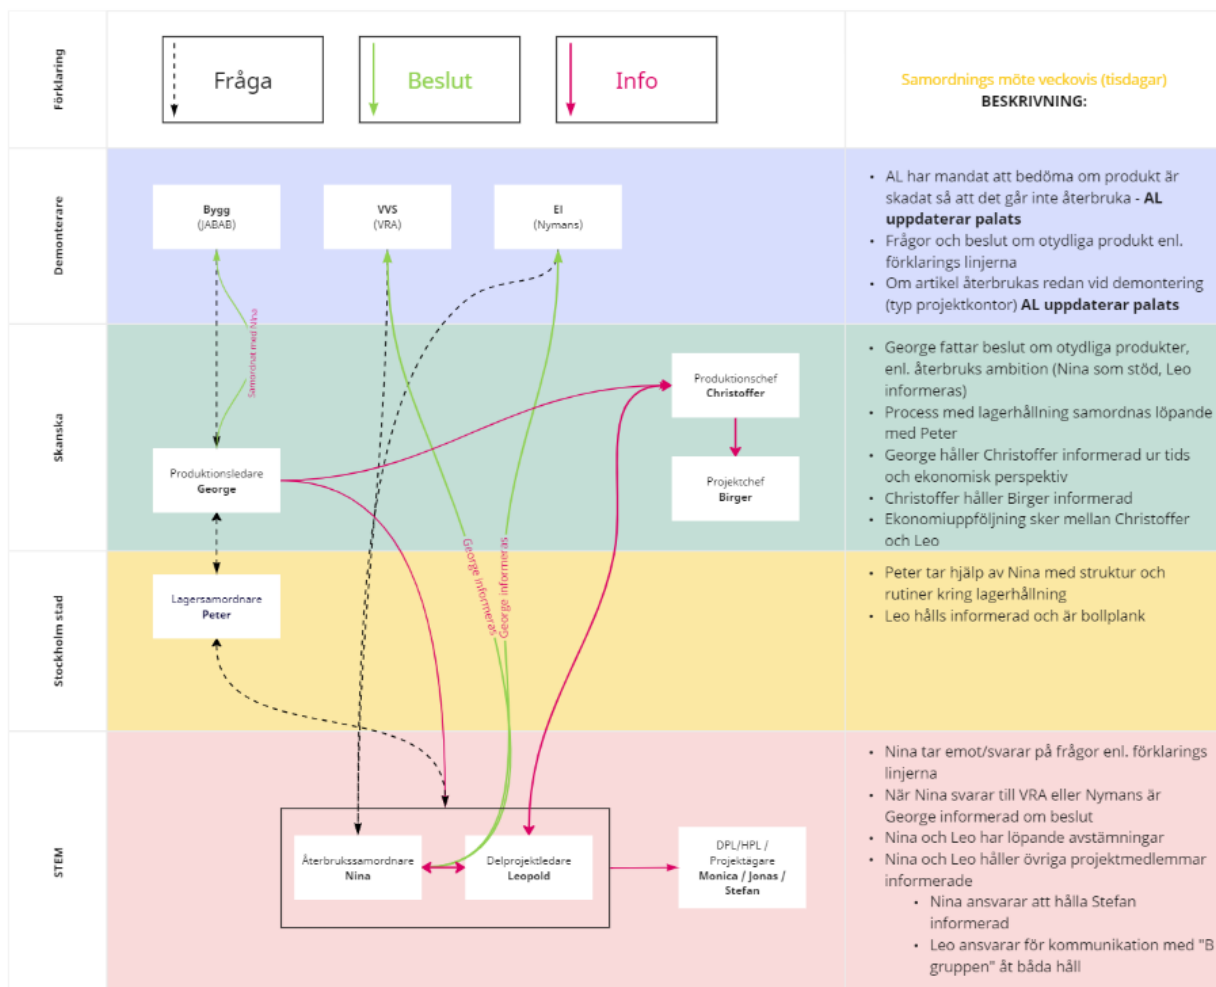 Förklaring
Fråga
Beslut
Info
Samordnings möte veckovis (tisdagar)
BESKRIVNING:
Demonterare
Bygg
(JABAB)
VVS
(VRA)
El
(Nymans)
• AL har mandat att bedöma om produkt är
skadat så att det går inte återbruka - AL
uppdaterar palats
• Frågor och beslut om otydliga produkt enl.
förklarings linjerna
• Om artikel återbrukas redan vid demontering
(typ projektkontor) AL uppdaterar palats
Samordnat med Nina
Skanska
Produktionschef
Christoffer
Produktionsledare
George
Projektchef
Birger
• George fattar beslut om otydliga produkter,
enl. återbruks ambition (Nina som stöd, Leo
informeras)
• Process med lagerhållning samordnas löpande
med Peter
• George håller Christoffer informerad ur tids
och ekonomisk perspektiv
• Christoffer håller Birger informerad
• Ekonomiuppföljning sker mellan Christoffer
och Leo
George informeras
George informeras
Stockholm stad
Lagersamordnare
Peter
• Peter tar hjälp av Nina med struktur och
rutiner kring lagerhållning
• Leo hålls informerad och är bollplank
STEM
Återbrukssamordnare
Nina
Delprojektledare
Leopold
DPL/HPL /
Projektägare
Monica / Jonas /
Stefan
• Nina tar emot/svarar på frågor enl. förklarings
linjerna
• När Nina svarar till VRA eller Nymans är
George informerad om beslut
• Nina och Leo har löpande avstämningar
• Nina och Leo håller övriga projektmedlemmar
informerade
• Nina ansvarar att hålla Stefan
informerad
• Leo ansvarar för kommunikation med "B
gruppen" åt båda håll